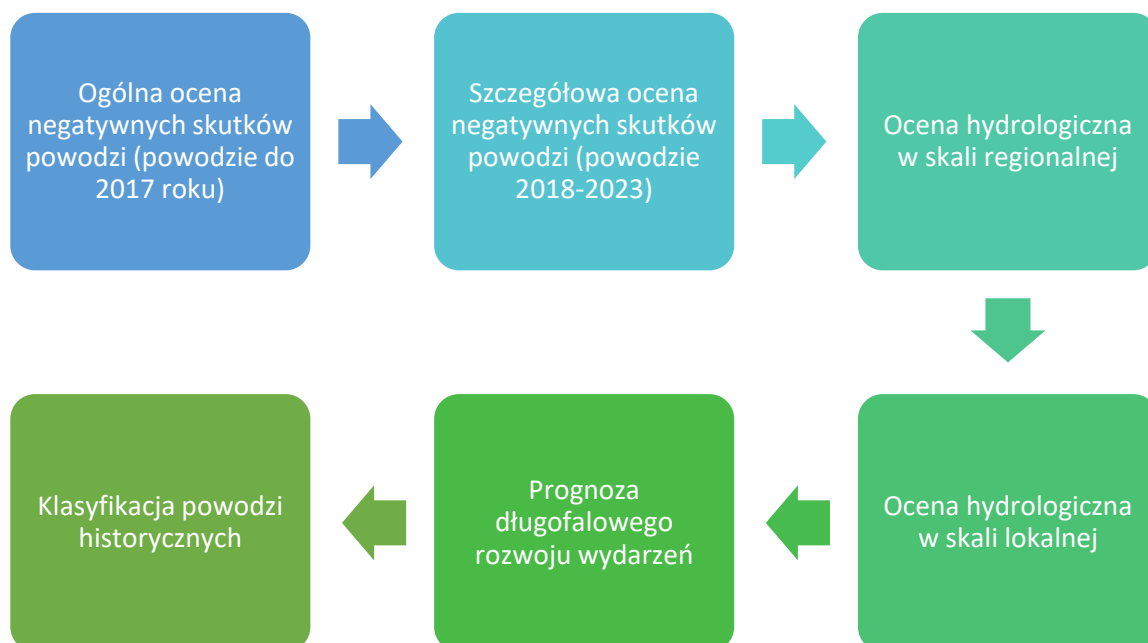 Ogólna ocena
negatywnych skutków
powodzi (powodzie do
2017 roku)
Szczegółowa ocena
negatywnych skutków
powodzi (powodzie
2018-2023)
Ocena hydrologiczna
w skali regionalnej
Ocena hydrologiczna
w skali lokalnej
Prognoza
długofalowego
rozwoju wydarzeń
Klasyfikacja powodzi
historycznych